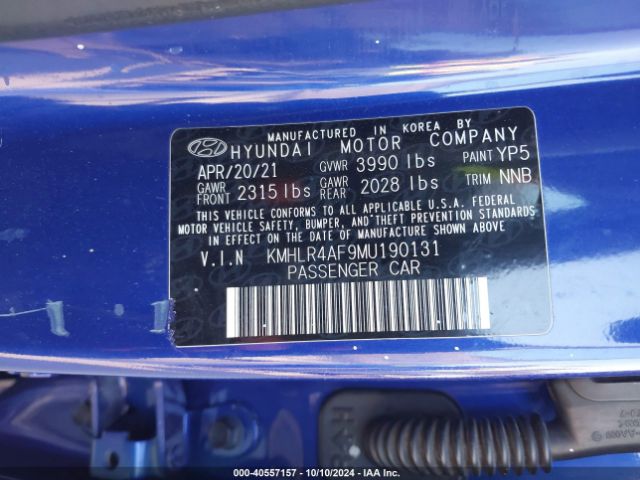 MANUFACTURED IN KOREA BY
HYUNDAI MOTOR COMPANY
APR/20/21 GVWR 3990 lbs PAINT YP5
GAWR FRONT 2315 lbs GAWR REAR 2028 lbs TRIM NNB
THIS VEHICLE CONFORMS TO ALL APPLICABLE U.S.A. FEDERAL
MOTOR VEHICLE SAFETY, BUMPER, AND THEFT PREVENTION STANDARDS
IN EFFECT ON THE DATE OF MANUFACTURE SHOWN ABOVE.
V.I.N KMHLR4AF9MU190131
PASSENGER CAR
000-40557157 - 10/10/2024 - IAA Inc.